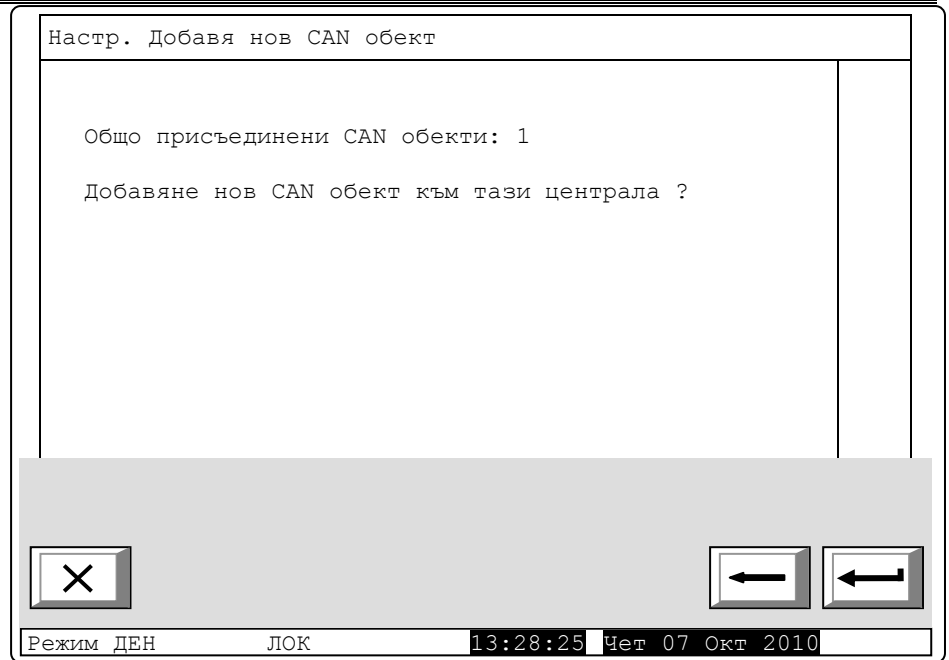 Настр. Добавя нов CAN обект
Общо присъединени CAN обекти: 1
Добавяне нов CAN обект към тази централа ?
Режим ДЕН ЛОК 13:28:25 Чет 07 Окт 2010